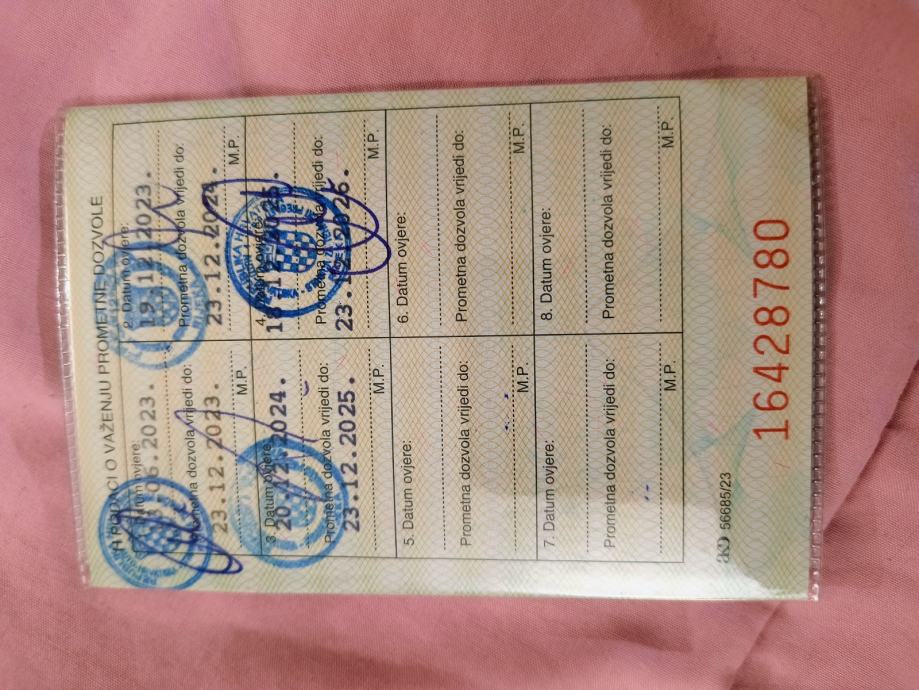 PODACI O VAŽENJU PROMETNE DOZVOLE
Datum ovjere:
06.2023.
Prometna dozvola vrijedi do:
23.12.2023.
M.P.
2. Datum ovjere:
19.12.2023.
Prometna dozvola vrijedi do:
23.12.2024.
M.P.
3. Datum ovjere:
20.12.2024.
Prometna dozvola vrijedi do:
23.12.2025.
M.P.
4. Datum ovjere:
Prometna dozvola vrijedi do:
23.12.2026.
M.P.
5. Datum ovjere:
Prometna dozvola vrijedi do:
M.P.
6. Datum ovjere:
Prometna dozvola vrijedi do:
M.P.
7. Datum ovjere:
Prometna dozvola vrijedi do:
M.P.
8. Datum ovjere:
Prometna dozvola vrijedi do:
M.P.
56685/23
16428780